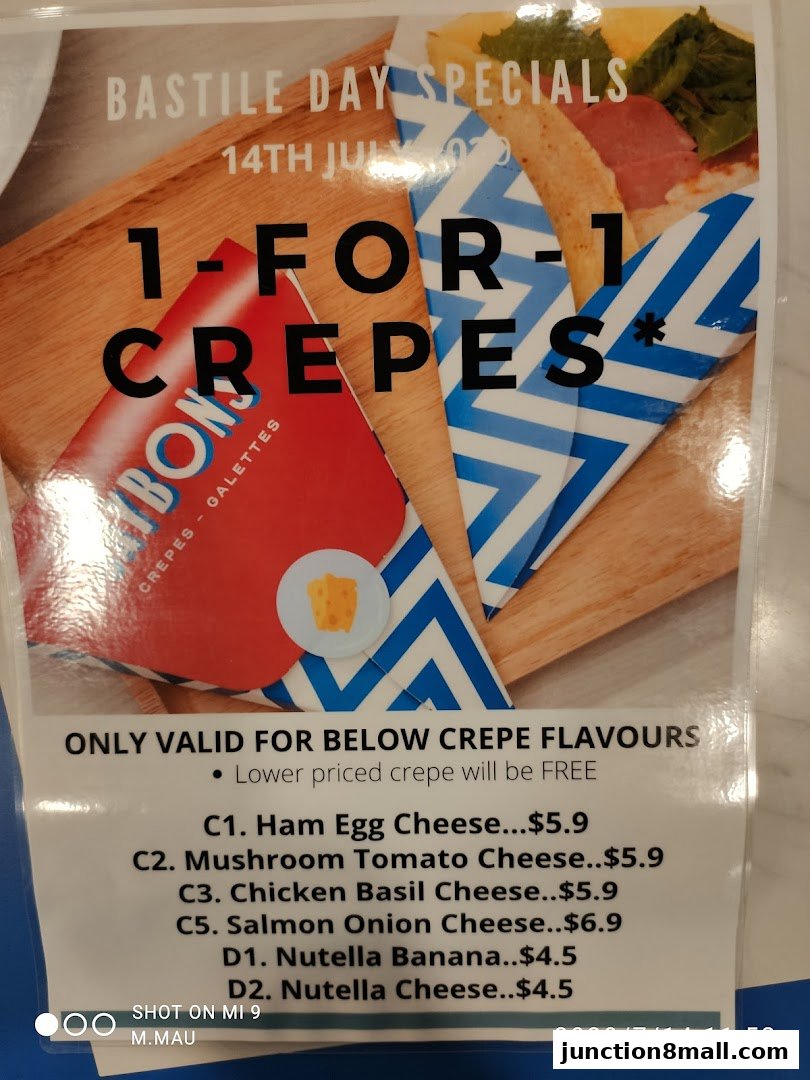 BASTILE DAY SPECIALS
14TH JULY
1-FOR-1
CREPES*
CREPES - GALETTES
ONLY VALID FOR BELOW CREPE FLAVOURS
• Lower priced crepe will be FREE
C1. Ham Egg Cheese...$5.9
C2. Mushroom Tomato Cheese..$5.9
C3. Chicken Basil Cheese..$5.9
C5. Salmon Onion Cheese..$6.9
D1. Nutella Banana..$4.5
D2. Nutella Cheese..$4.5
SHOT ON MI 9
M.MAU
junction8mall.com